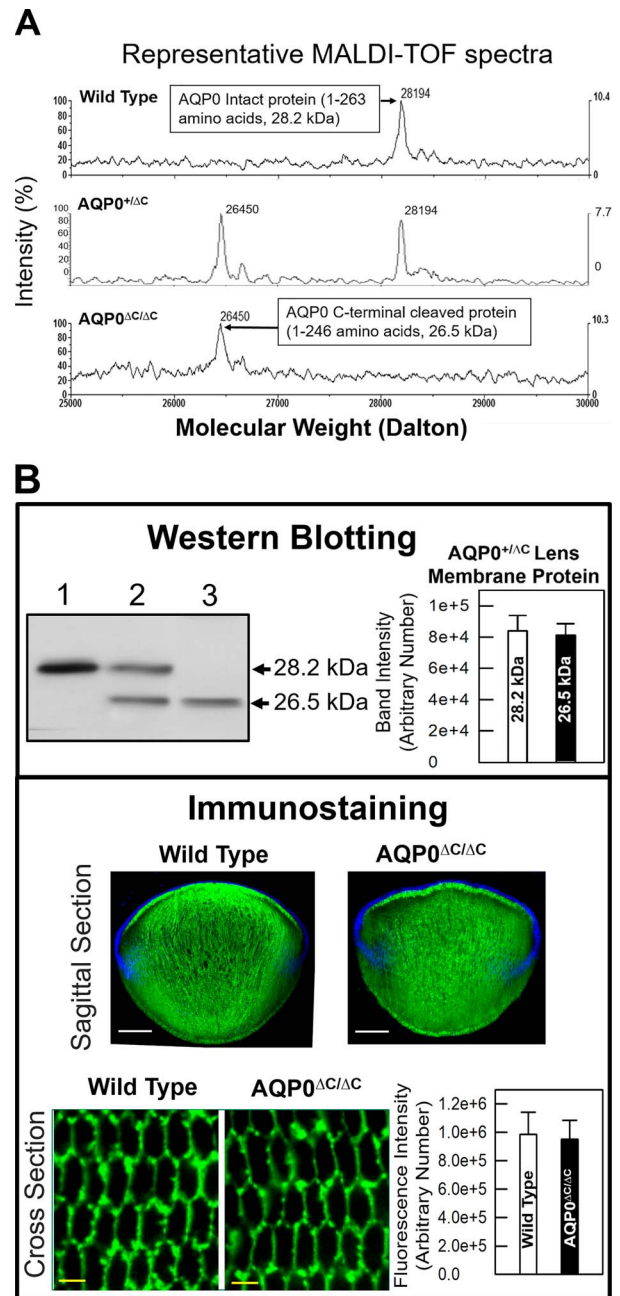 A
Representative MALDI-TOF spectra
Intensity (%)
Wild Type
AQP0 Intact protein (1-263
amino acids, 28.2 kDa)
28194
100
80
60
40
20
0
10.4
0
AQP0+/ΔC
26450
28194
100
80
60
40
20
0
7.7
0
AQP0ΔC/ΔC
26450
AQP0 C-terminal cleaved protein
(1-246 amino acids, 26.5 kDa)
100
80
60
40
20
0
10.3
0
25000 26000 27000 28000 29000 30000
Molecular Weight (Dalton)
B
Western Blotting
1 2 3
28.2 kDa
26.5 kDa
AQP0+/ΔC Lens
Membrane Protein
Band Intensity
(Arbitrary Number)
1e+5
8e+4
6e+4
4e+4
2e+4
0
28.2 kDa
26.5 kDa
Immunostaining
Wild Type AQP0ΔC/ΔC
Sagittal Section
Wild Type AQP0ΔC/ΔC
Cross Section
Fluorescence Intensity
(Arbitrary Number)
1.2e+6
1.0e+6
8.0e+5
6.0e+5
4.0e+5
2.0e+5
0.0
Wild Type
AQP0ΔC/ΔC